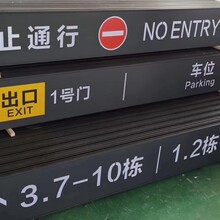 止通行 NO ENTRY
出口 EXIT 1号门 车位 Parking
3.7-10栋 1.2栋